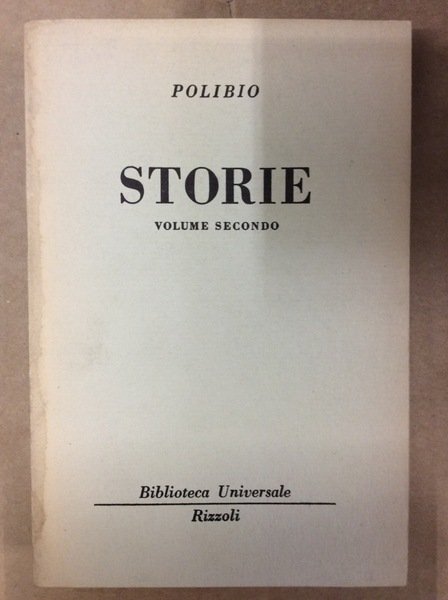 POLIBIO
STORIE
VOLUME SECONDO
Biblioteca Universale
Rizzoli